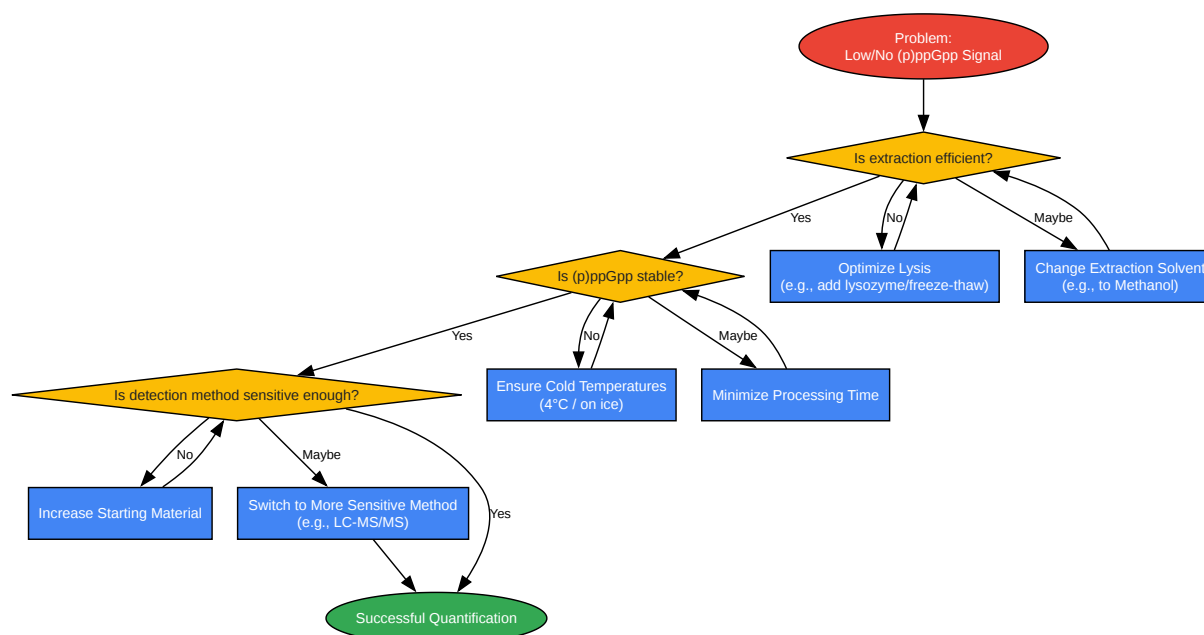 Problem:
Low/No (p)ppGpp Signal
Is extraction efficient?
Yes
No
Maybe
Optimize Lysis
(e.g., add lysozyme/freeze-thaw)
Change Extraction Solvent
(e.g., to Methanol)
Is (p)ppGpp stable?
Yes
No
Maybe
Ensure Cold Temperatures
(4°C / on ice)
Minimize Processing Time
Is detection method sensitive enough?
No
Maybe
Yes
Increase Starting Material
Switch to More Sensitive Method
(e.g., LC-MS/MS)
Successful Quantification